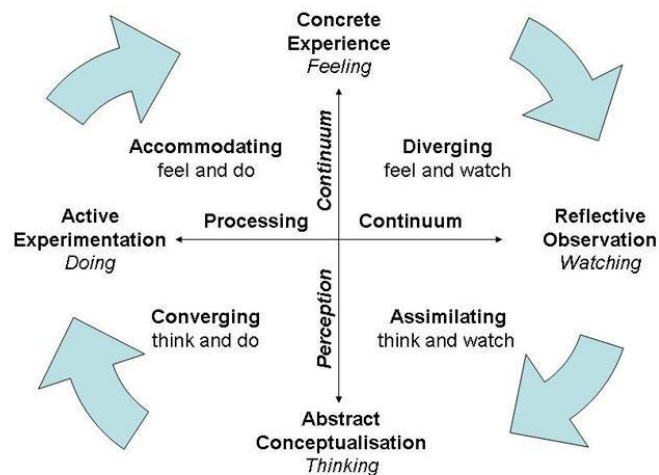 Concrete
Experience
Feeling
Accommodating
feel and do
Continuum
Diverging
feel and watch
Active
Experimentation
Doing
Processing
Continuum
Reflective
Observation
Watching
Converging
think and do
Perception
Assimilating
think and watch
Abstract
Conceptualisation
Thinking